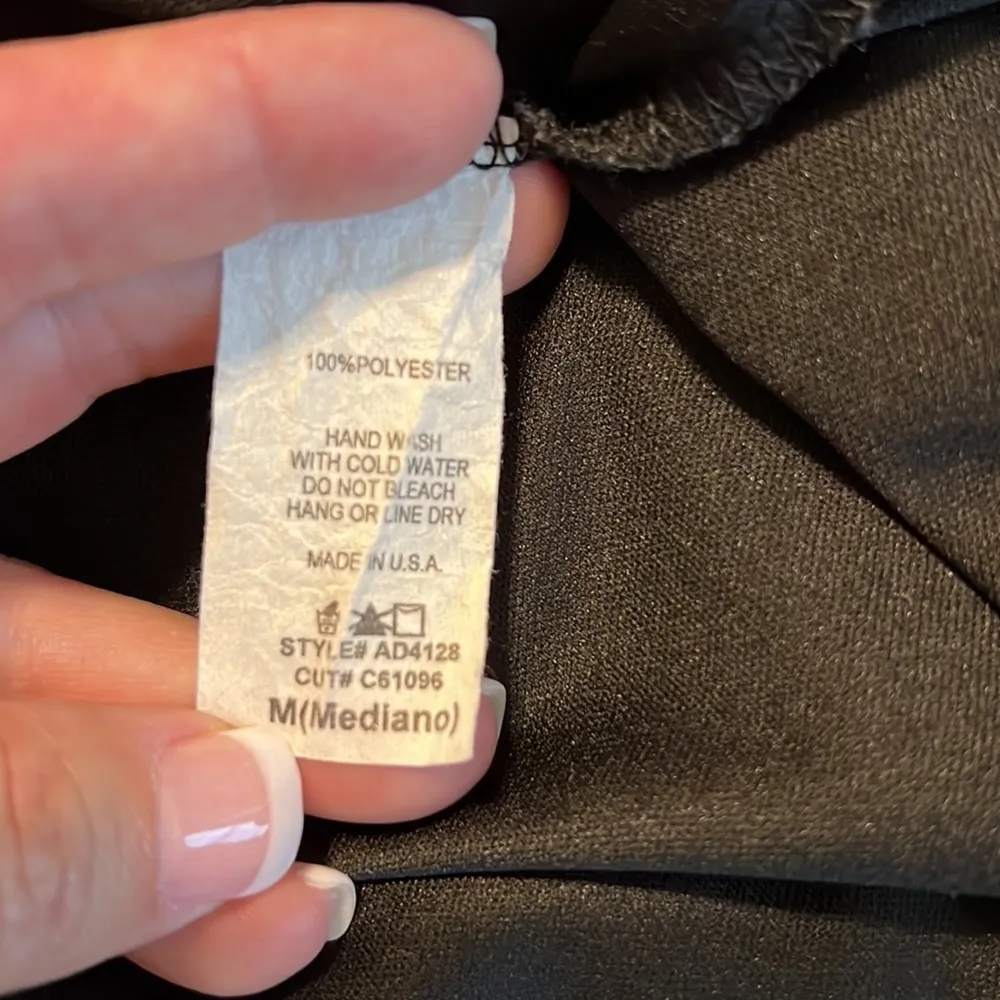 100%POLYESTER
HAND WASH
WITH COLD WATER
DO NOT BLEACH
HANG OR LINE DRY
MADE IN U.S.A.
STYLE# AD4128
CUT# C61096
M(Mediano)